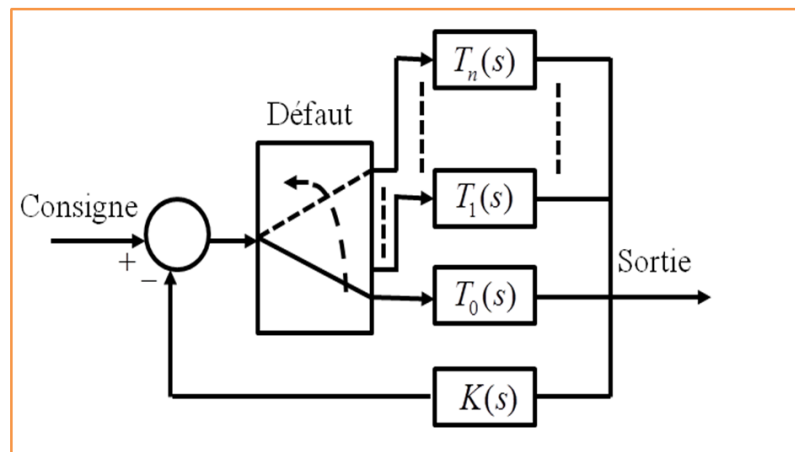 Tₙ(s)
Défaut
T₁(s)
Consigne
+
−
Sortie
T₀(s)
K(s)